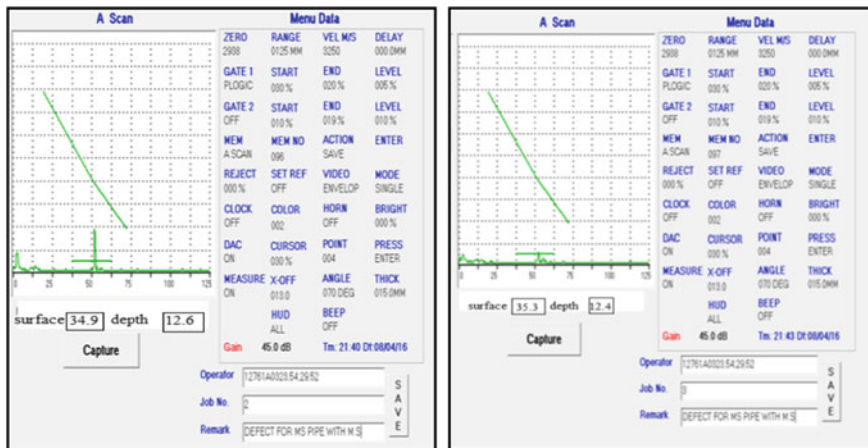 A Scan
Menu Data
ZERO RANGE VEL M/S DELAY
2938 0125 MM 3250 000.0MM
GATE 1 START END LEVEL
PLOGIC 030 % 020 % 005 %
GATE 2 START END LEVEL
OFF 010 % 019 % 010 %
MEM MEM NO ACTION ENTER
A SCAN 096 SAVE
REJECT SET REF VIDEO MODE
000 % OFF ENVELOP SINGLE
CLOCK COLOR HORN BRIGHT
OFF 002 OFF 000 %
DAC CURSOR POINT PRESS
ON 030 % 004 ENTER
MEASURE X-OFF ANGLE THICK
ON 013.0 070 DEG 015.0MM
HUD BEEP
ALL OFF
Gain 45.0 dB Tm: 21:40 Dt:08/04/16
0 25 50 75 100 125
surface 34.9 depth 12.6
Capture
Operator 12761A0323,54,29,52
Job No. 2
Remark DEFECT FOR MS PIPE WITH M.S
SAVE
A Scan
Menu Data
ZERO RANGE VEL M/S DELAY
2938 0125 MM 3250 000.0MM
GATE 1 START END LEVEL
PLOGIC 030 % 020 % 005 %
GATE 2 START END LEVEL
OFF 010 % 019 % 010 %
MEM MEM NO ACTION ENTER
A SCAN 097 SAVE
REJECT SET REF VIDEO MODE
000 % OFF ENVELOP SINGLE
CLOCK COLOR HORN BRIGHT
OFF 002 OFF 000 %
DAC CURSOR POINT PRESS
ON 030 % 004 ENTER
MEASURE X-OFF ANGLE THICK
ON 013.0 070 DEG 015.0MM
HUD BEEP
ALL OFF
Gain 45.0 dB Tm: 21:43 Dt:08/04/16
0 25 50 75 100 125
surface 35.3 depth 12.4
Capture
Operator 12761A0323,54,29,52
Job No. 3
Remark DEFECT FOR MS PIPE WITH M.S
SAVE